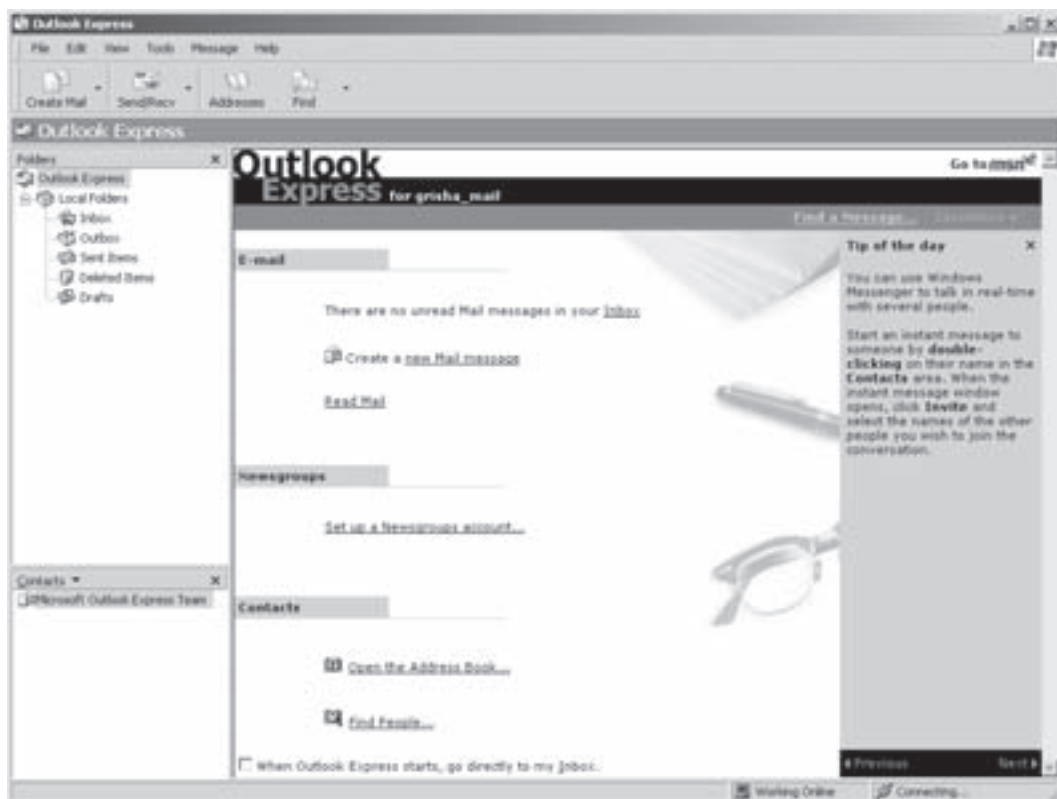 Outlook Express
File Edit View Tools Message Help
Create Mail Send/Recv Addresses Find
Outlook Express
Folders
Outlook Express
Local Folders
Inbox
Outbox
Sent Items
Deleted Items
Drafts
Contacts
Microsoft Outlook Express Team
Outlook
Express for grisha_mail
Go to msn
Find a Message...
E-mail
There are no unread Mail messages in your Inbox
Create a new Mail message
Read Mail
Newsgroups
Set up a Newsgroups account...
Contacts
Open the Address Book...
Find People...
When Outlook Express starts, go directly to my Inbox.
Tip of the day
You can use Windows
Messenger to talk in real-time
with several people.
Start an instant message to
someone by double-
clicking on their name in the
Contacts area. When the
instant message window
opens, click Invite and
select the names of the other
people you wish to join the
conversation.
Previous Next
Working Online Connecting...